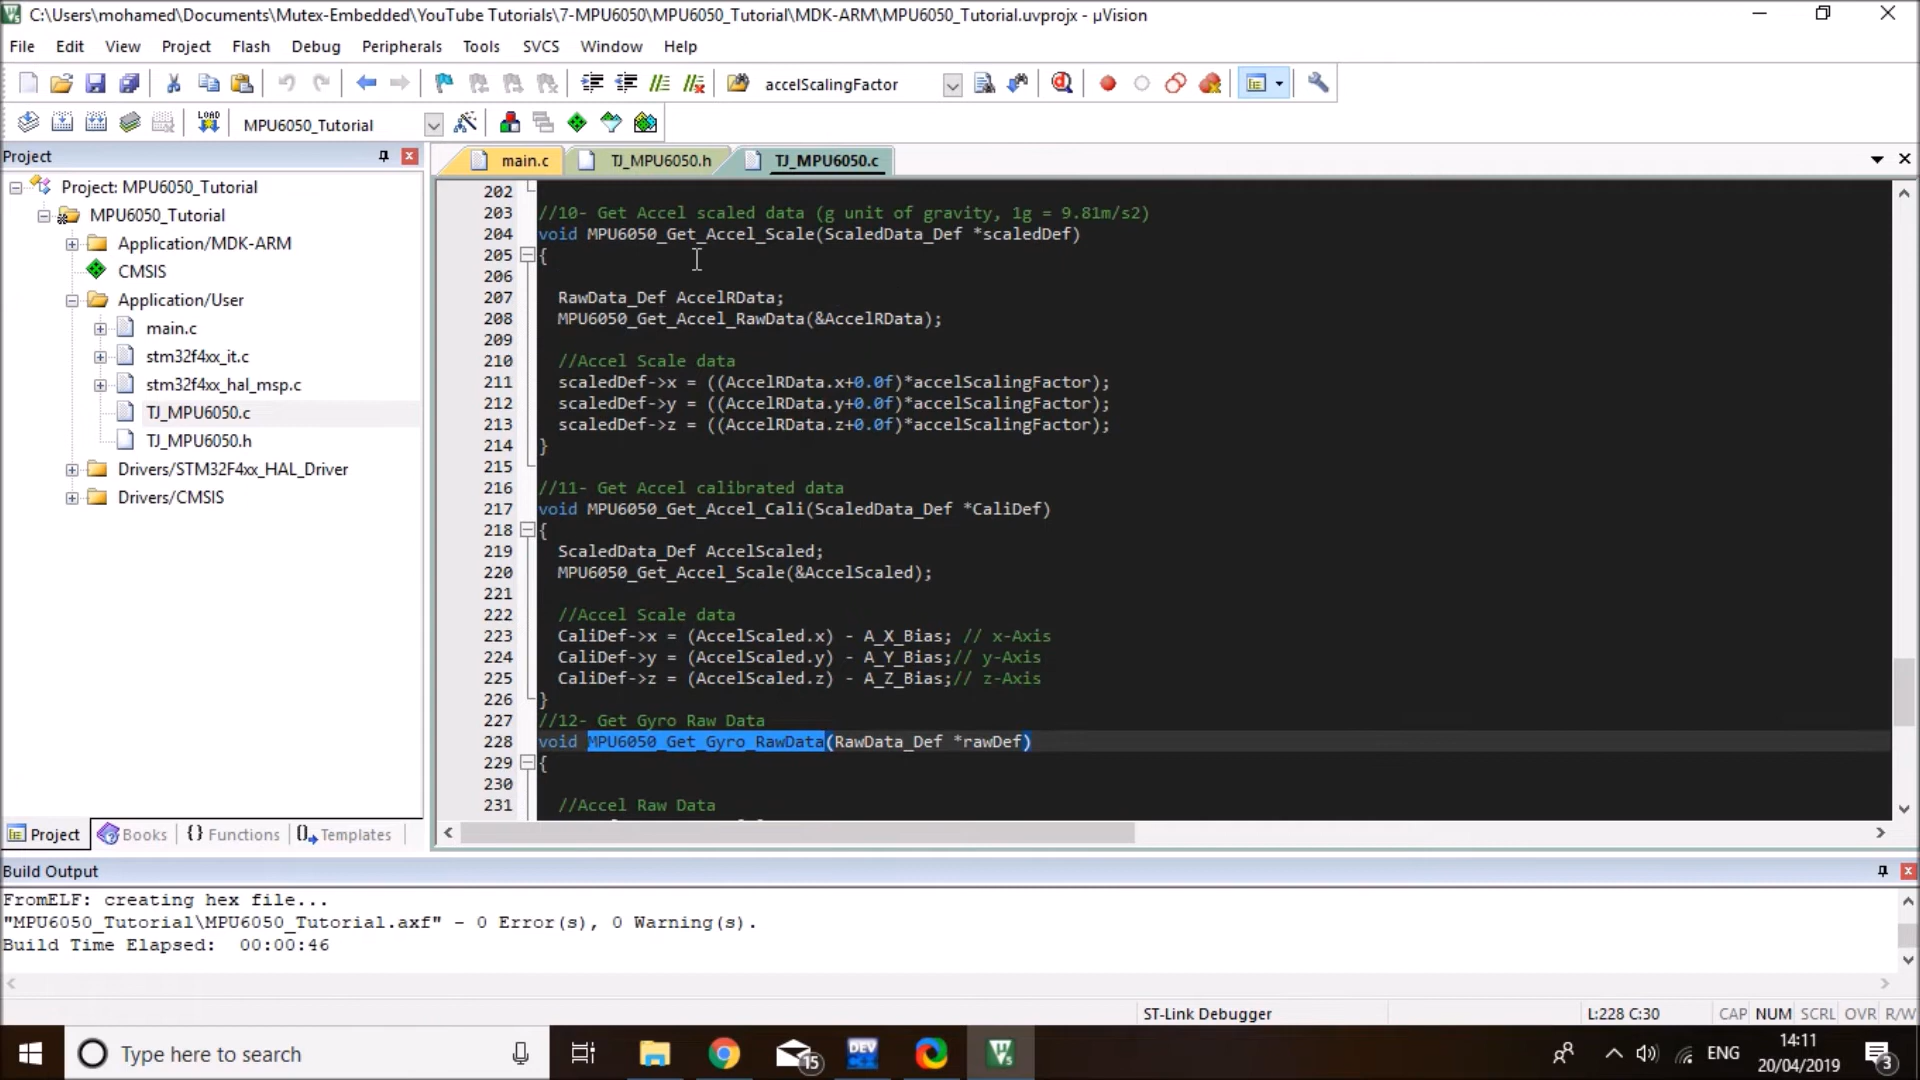 C:\Users\mohamed\Documents\Mutex-Embedded\YouTube Tutorials\7-MPU6050\MPU6050_Tutorial\MDK-ARM\MPU6050_Tutorial.uvprojx - µVision
File Edit View Project Flash Debug Peripherals Tools SVCS Window Help
accelScalingFactor
LOAD MPU6050_Tutorial
Project
main.c TJ_MPU6050.h TJ_MPU6050.c
Project: MPU6050_Tutorial
MPU6050_Tutorial
Application/MDK-ARM
CMSIS
Application/User
main.c
stm32f4xx_it.c
stm32f4xx_hal_msp.c
TJ_MPU6050.c
TJ_MPU6050.h
Drivers/STM32F4xx_HAL_Driver
Drivers/CMSIS
Project Books {} Functions Templates
202
203 //10- Get Accel scaled data (g unit of gravity, 1g = 9.81m/s2)
204 void MPU6050_Get_Accel_Scale(ScaledData_Def *scaledDef)
205 {
206
207 RawData_Def AccelRData;
208 MPU6050_Get_Accel_RawData(&AccelRData);
209
210 //Accel Scale data
211 scaledDef->x = ((AccelRData.x+0.0f)*accelScalingFactor);
212 scaledDef->y = ((AccelRData.y+0.0f)*accelScalingFactor);
213 scaledDef->z = ((AccelRData.z+0.0f)*accelScalingFactor);
214 }
215
216 //11- Get Accel calibrated data
217 void MPU6050_Get_Accel_Cali(ScaledData_Def *CaliDef)
218 {
219 ScaledData_Def AccelScaled;
220 MPU6050_Get_Accel_Scale(&AccelScaled);
221
222 //Accel Scale data
223 CaliDef->x = (AccelScaled.x) - A_X_Bias; // x-Axis
224 CaliDef->y = (AccelScaled.y) - A_Y_Bias;// y-Axis
225 CaliDef->z = (AccelScaled.z) - A_Z_Bias;// z-Axis
226 }
227 //12- Get Gyro Raw Data
228 void MPU6050_Get_Gyro_RawData(RawData_Def *rawDef)
229 {
230
231 //Accel Raw Data
Build Output
FromELF: creating hex file...
"MPU6050_Tutorial\MPU6050_Tutorial.axf" - 0 Error(s), 0 Warning(s).
Build Time Elapsed: 00:00:46
ST-Link Debugger L:228 C:30 CAP NUM SCRL OVR R/W
Type here to search
15
DEV
ENG
14:11
20/04/2019
3